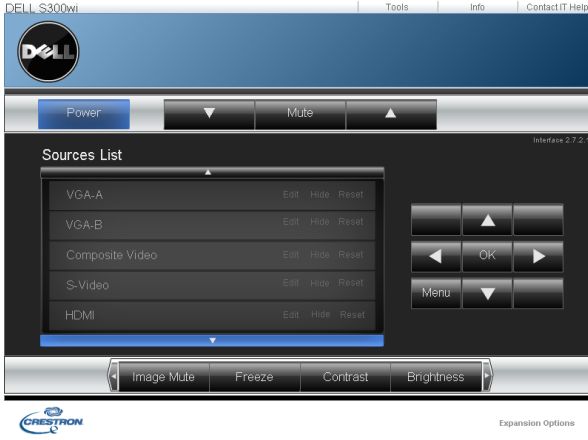 DELL S300wi
Tools
Info
Contact IT Help
DELL
Power
Mute
Interface 2.7.2.1
Sources List
VGA-A Edit Hide Reset
VGA-B Edit Hide Reset
Composite Video Edit Hide Reset
S-Video Edit Hide Reset
HDMI Edit Hide Reset
OK
Menu
Image Mute
Freeze
Contrast
Brightness
CRESTRON
Expansion Options